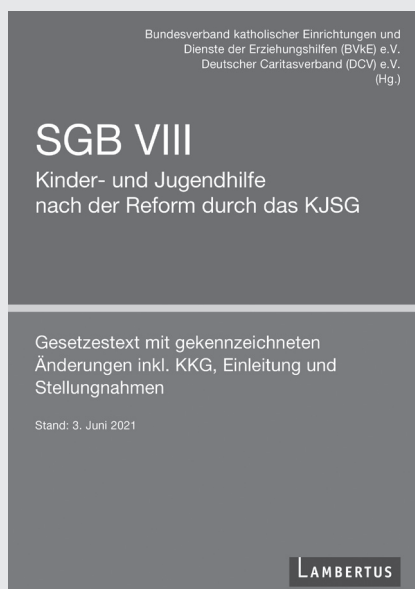 Bundesverband katholischer Einrichtungen und
Dienste der Erziehungshilfen (BVkE) e.V.
Deutscher Caritasverband (DCV) e.V.
(Hg.)
SGB VIII
Kinder- und Jugendhilfe
nach der Reform durch das KJSG
Gesetzestext mit gekennzeichneten
Änderungen inkl. KKG, Einleitung und
Stellungnahmen
Stand: 3. Juni 2021
LAMBERTUS